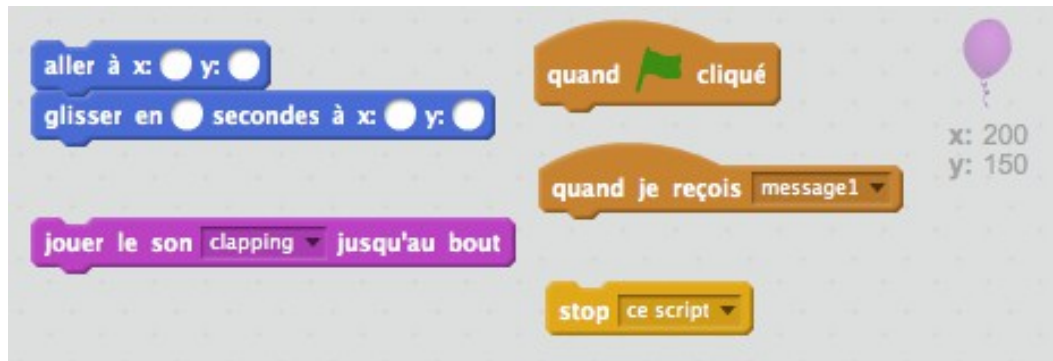 aller à x: y:
glisser en secondes à x: y:
jouer le son clapping jusqu'au bout
quand cliqué
quand je reçois message1
stop ce script
x: 200
y: 150